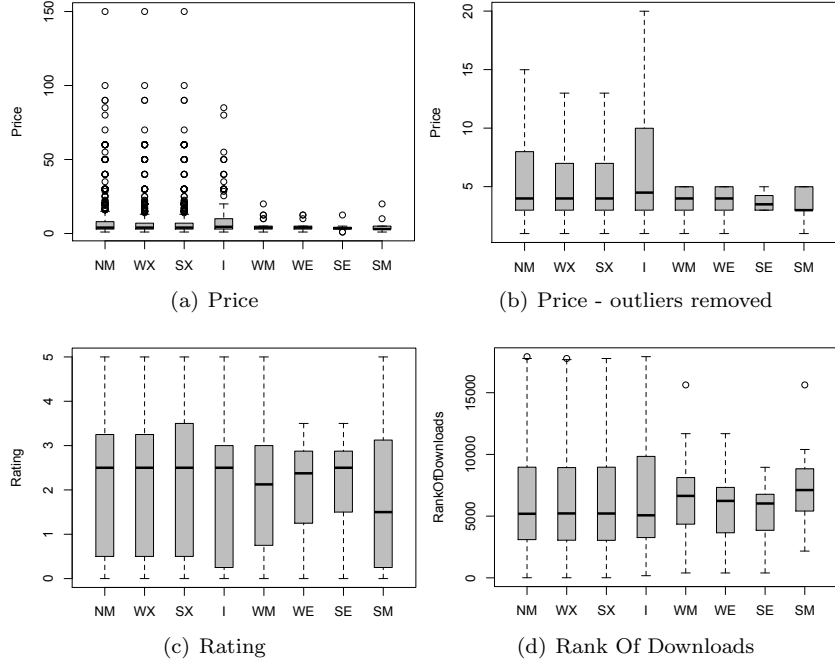 150
100
50
0
Price
NM WX SX I WM WE SE SM
(a) Price
20
15
10
5
Price
NM WX SX I WM WE SE SM
(b) Price - outliers removed
5
4
3
2
1
0
Rating
NM WX SX I WM WE SE SM
(c) Rating
15000
10000
5000
0
RankOfDownloads
NM WX SX I WM WE SE SM
(d) Rank Of Downloads